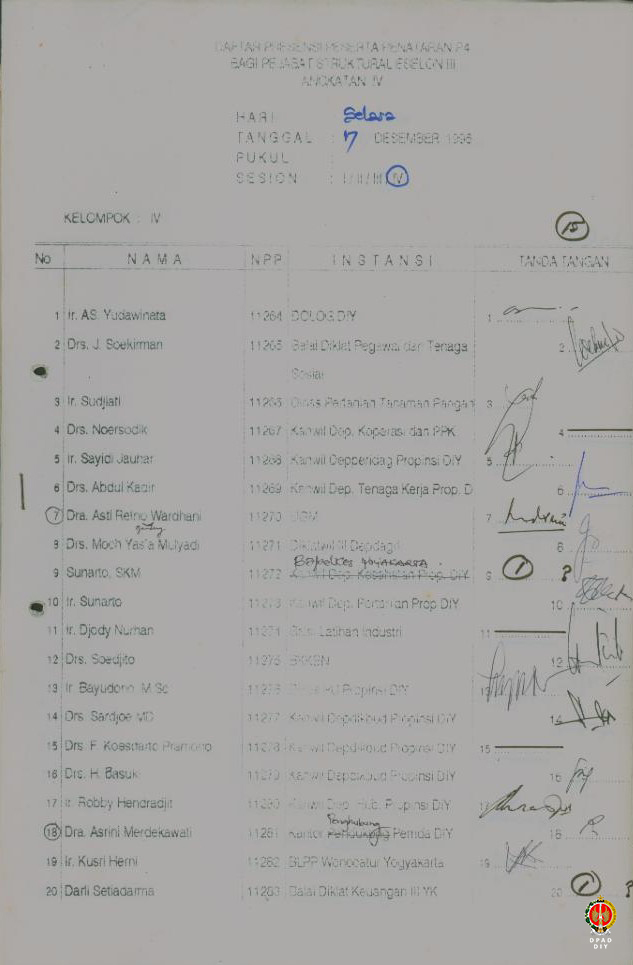 DAFTAR PRESENSI PESERTA PENATARAN P4
BAGI PEJABAT STRUKTURAL ESELON III
ANGKATAN IV
HARI : Selasa
TANGGAL : 7 DESEMBER 1996
PUKUL :
SESION : I/II/III/IV
KELOMPOK : IV
15
No NAMA NPP INSTANSI TANDA TANGAN
1 Ir. AS. Yudawinata 11264 DOLOG DIY 1
2 Drs. J. Soekirman 11265 Balai Diklat Pegawai dan Tenaga 2
Sosial
3 Ir. Sudjiati 11266 Dinas Pertanian Tanaman Pangan 3
4 Drs. Noersodik 11267 Kanwil Dep. Koperasi dan PPK 4
5 Ir. Sayidi Jauhar 11268 Kanwil Depperidag Propinsi DIY 5
6 Drs. Abdul Kadir 11269 Kanwil Dep. Tenaga Kerja Prop. D 6
7 Dra. Asti Retno Wardhani 11270 UGM 7
8 Drs. Moch Yas'a Mulyadi 11271 Depdagri 8
Bapelkes YOGYAKARTA
9 Sunarto, SKM 11272 Kanwil Dep. Kesehatan Prop. DIY 9 1 ?
10 Ir. Sunarto 11273 Kanwil Dep. Pertanian Prop DIY 10
11 Ir. Djody Nurhan 11274 Balai Latihan Industri 11
12 Drs. Soedjito 11275 BKKBN 12
13 Ir. Bayudono, M.Sc 11276 Dinas PU Propinsi DIY
14 Drs. Sardjoe MD 11277 Kanwil Depdikbud Propinsi DIY 14
15 Drs. F. Koesdarto Pramono 11278 Kanwil Depdikbud Propinsi DIY 15
16 Drs. H. Basuki 11279 Kanwil Depdikbud Propinsi DIY 16
17 Ir. Robby Hendradjit 11280 Kanwil Dep. Hub. Propinsi DIY 17
Penghubung
18 Dra. Asrini Merdekawati 11281 Kantor Pemda DIY 18
19 Ir. Kusri Herni 11282 BLPP Wonocatur Yogyakarta 19
20 Darli Setiadarma 11283 Balai Diklat Keuangan III YK 20 1 ?
DPAD
DIY